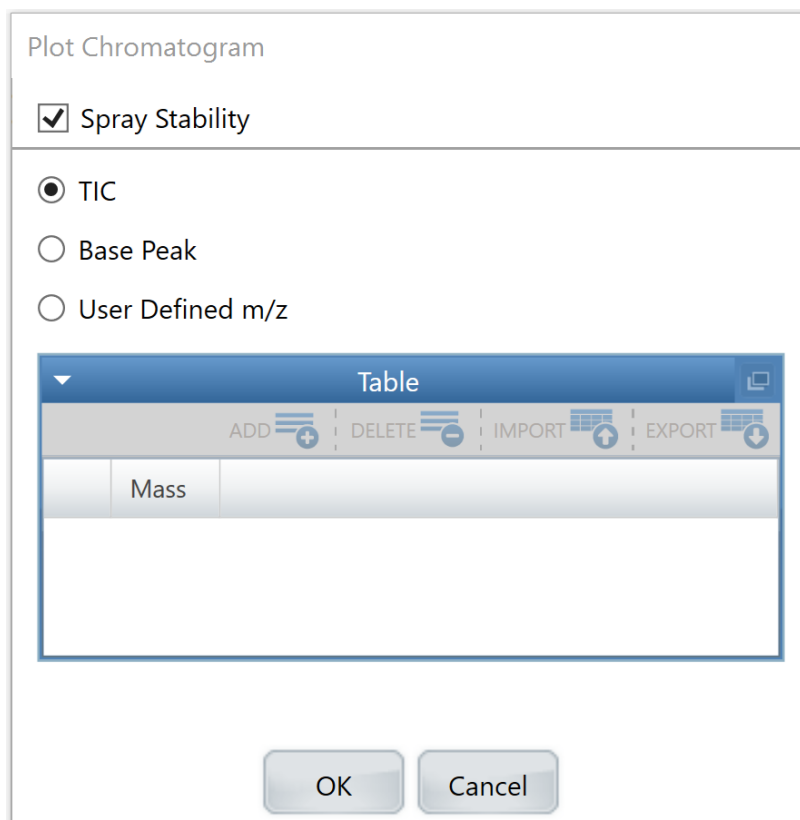 Plot Chromatogram
Spray Stability
TIC
Base Peak
User Defined m/z
Table
ADD DELETE IMPORT EXPORT
Mass
OK Cancel